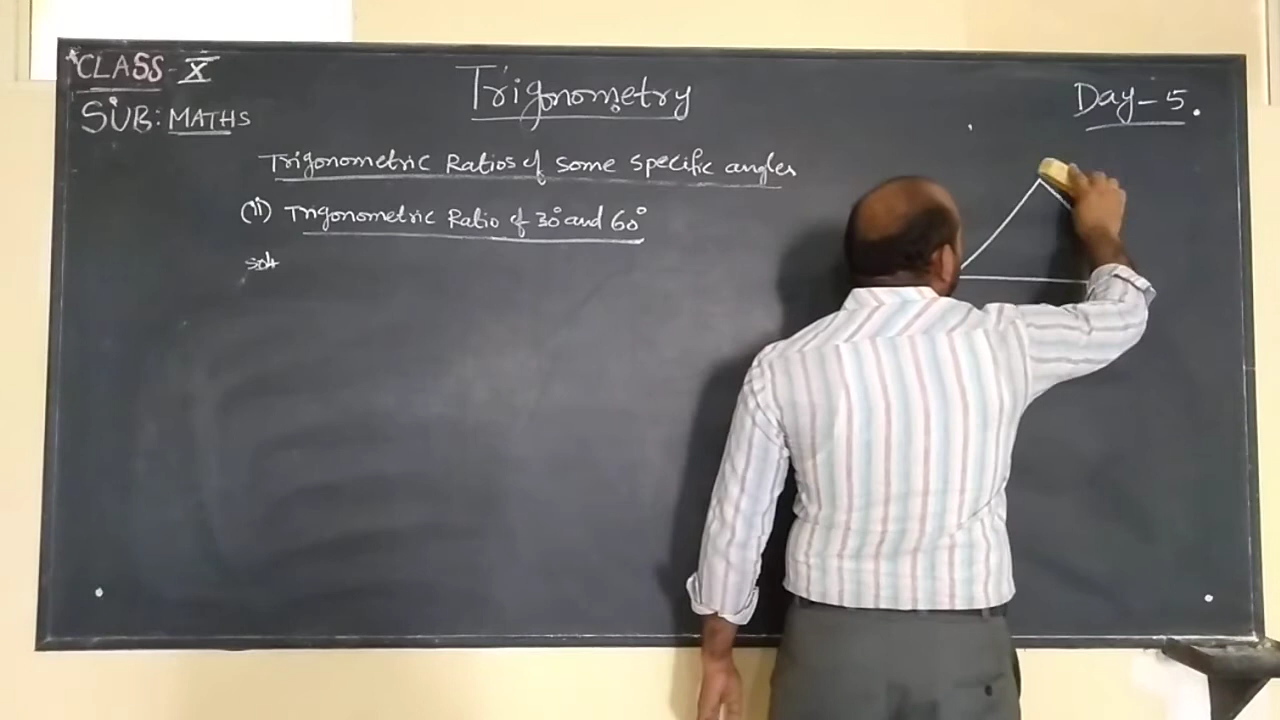 CLASS-X
SUB: MATHS
Trigonometry
Day-5.
Trigonometric Ratios of some specific angles
(ii) Trigonometric Ratio of 30° and 60°